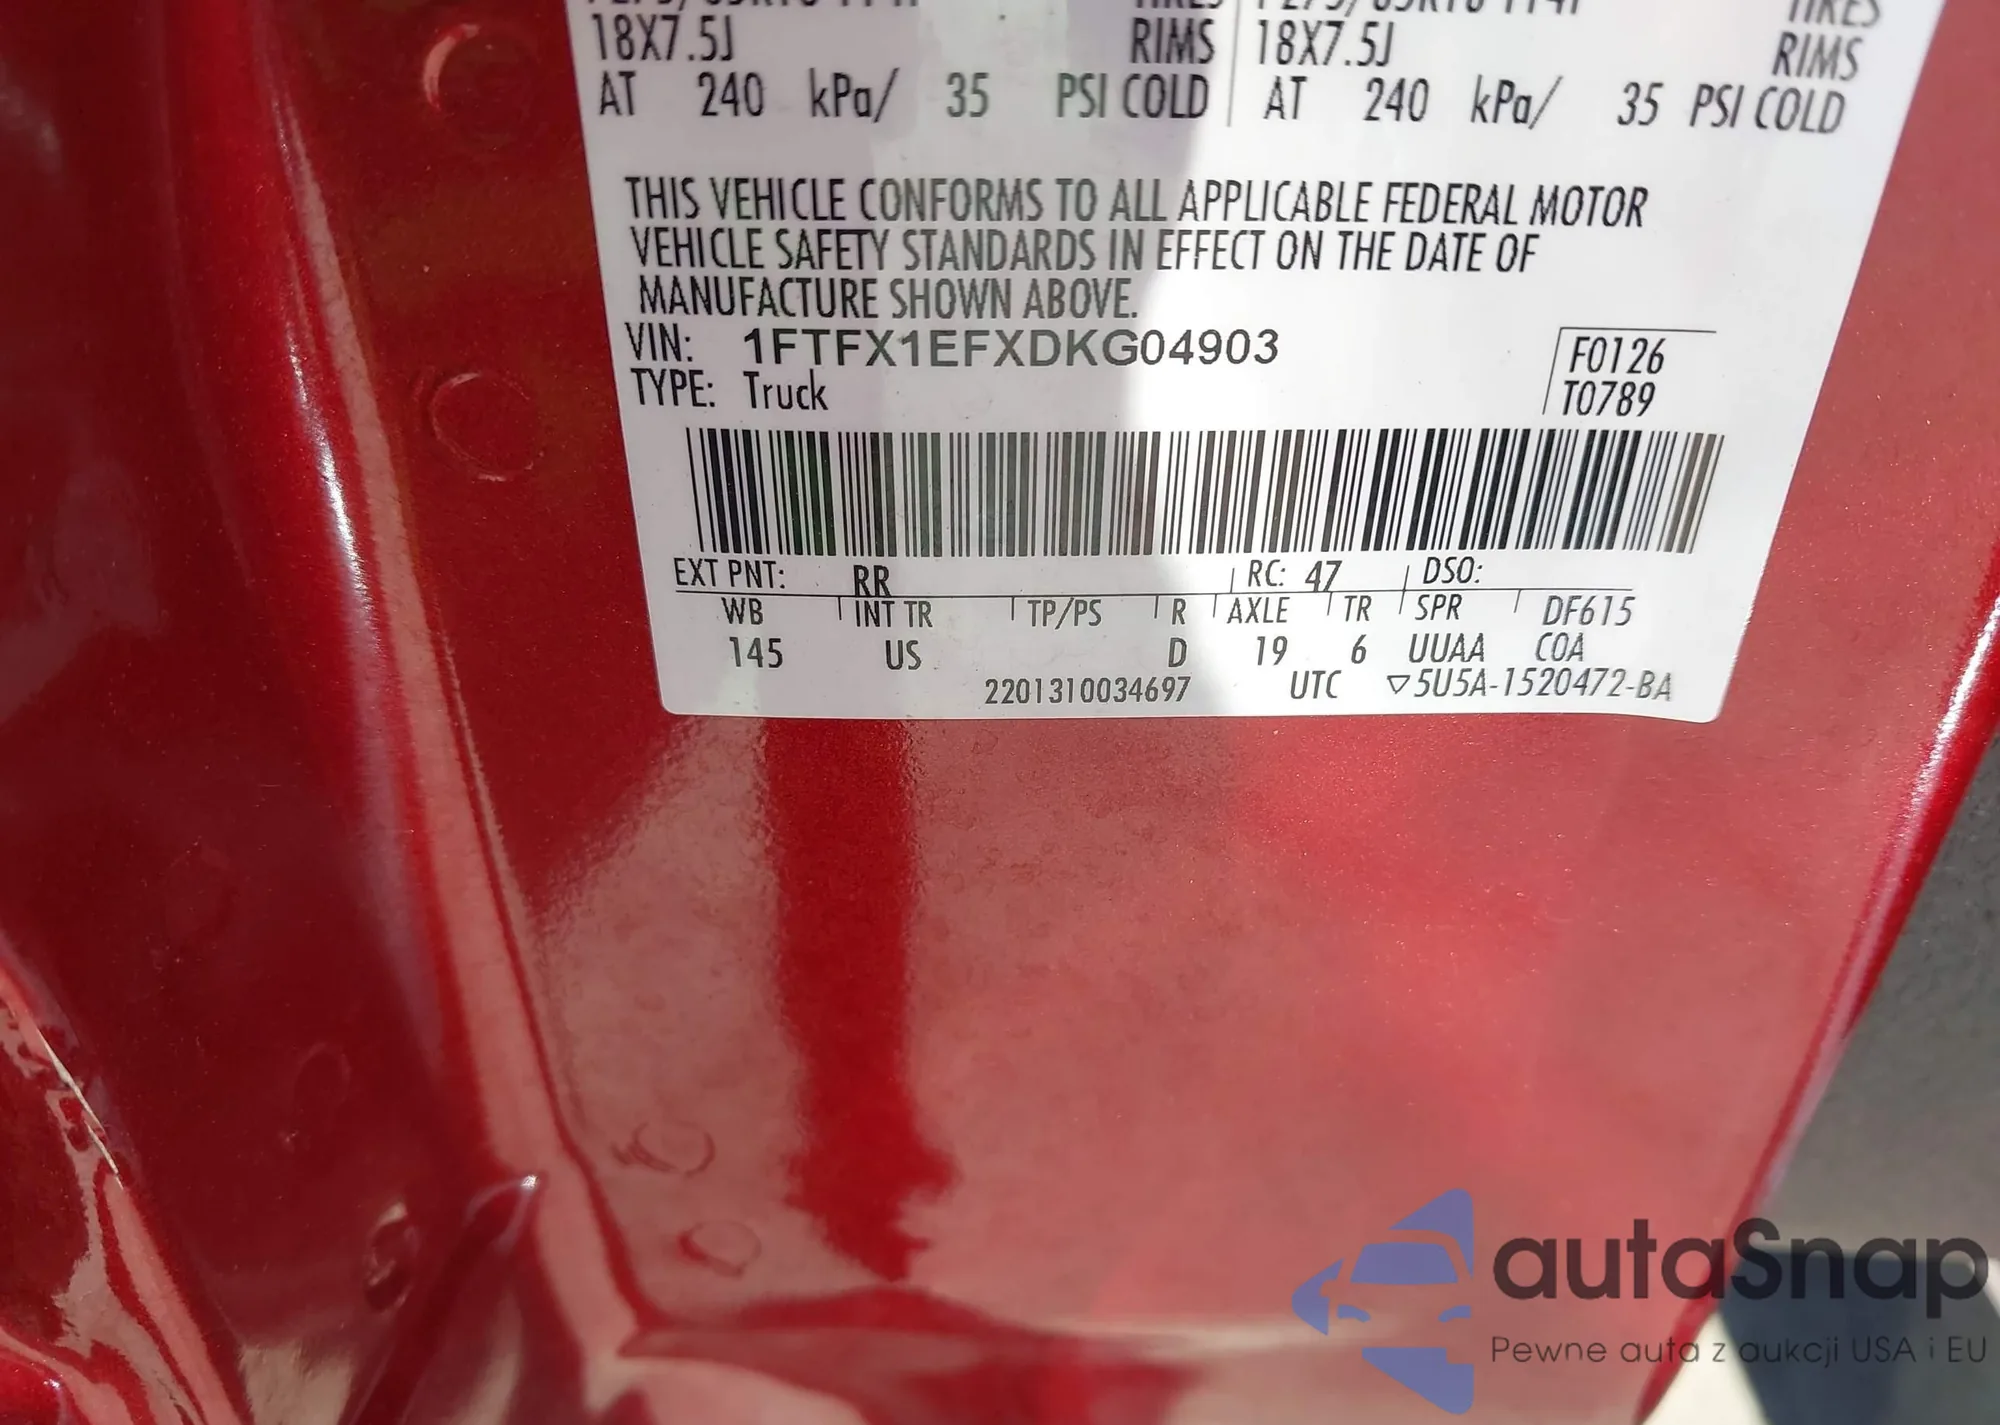 TIRES TIRES
18X7.5J RIMS 18X7.5J RIMS
AT 240 kPa/ 35 PSI COLD AT 240 kPa/ 35 PSI COLD
THIS VEHICLE CONFORMS TO ALL APPLICABLE FEDERAL MOTOR
VEHICLE SAFETY STANDARDS IN EFFECT ON THE DATE OF
MANUFACTURE SHOWN ABOVE.
VIN: 1FTFX1EFXDKG04903 F0126
TYPE: Truck T0789
EXT PNT: RR RC: 47 DSO:
WB INT TR TP/PS R AXLE TR SPR DF615
145 US D 19 6 UUAA COA
2201310034697 UTC ▽5U5A-1520472-BA
autaSnap
Pewne auta z aukcji USA i EU